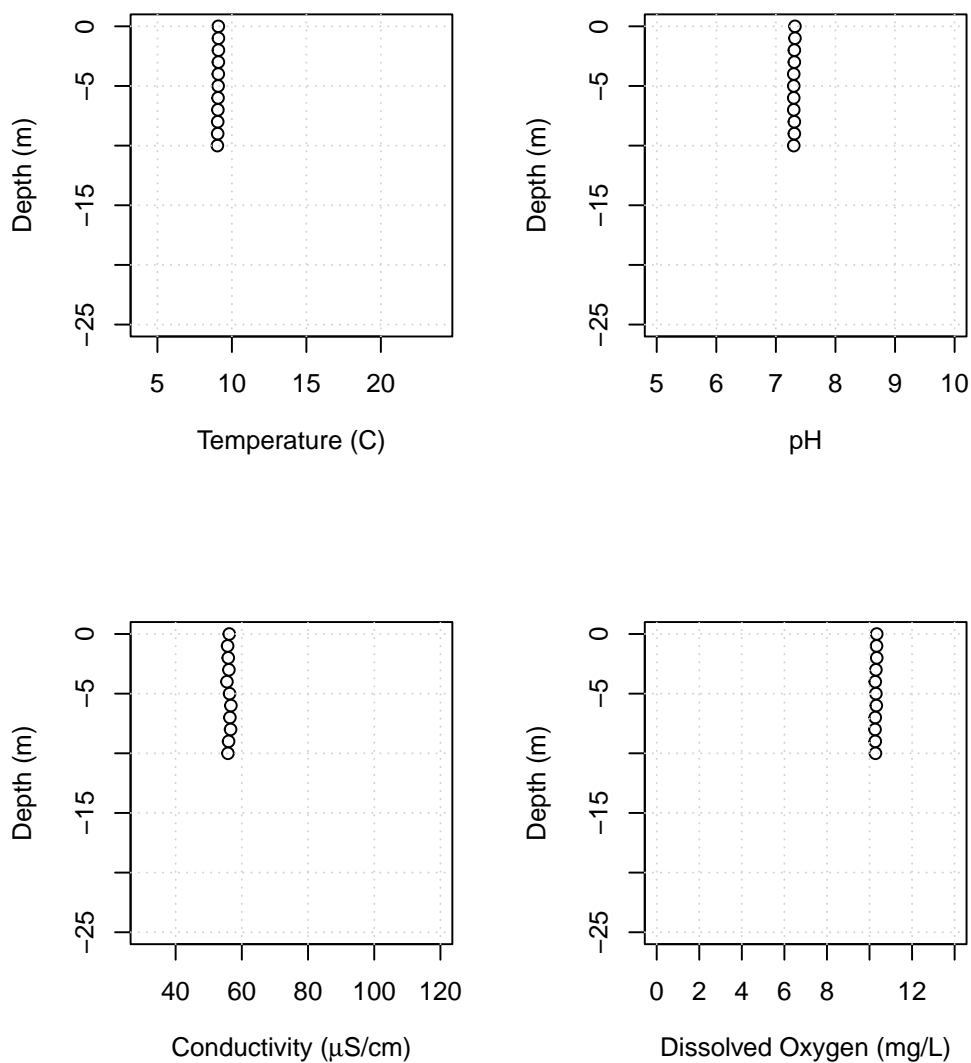 0
−5
−15
−25
Depth (m)
5 10 15 20
Temperature (C)
0
−5
−15
−25
Depth (m)
5 6 7 8 9 10
pH
0
−5
−15
−25
Depth (m)
40 60 80 100 120
Conductivity (µS/cm)
0
−5
−15
−25
Depth (m)
0 2 4 6 8 12
Dissolved Oxygen (mg/L)